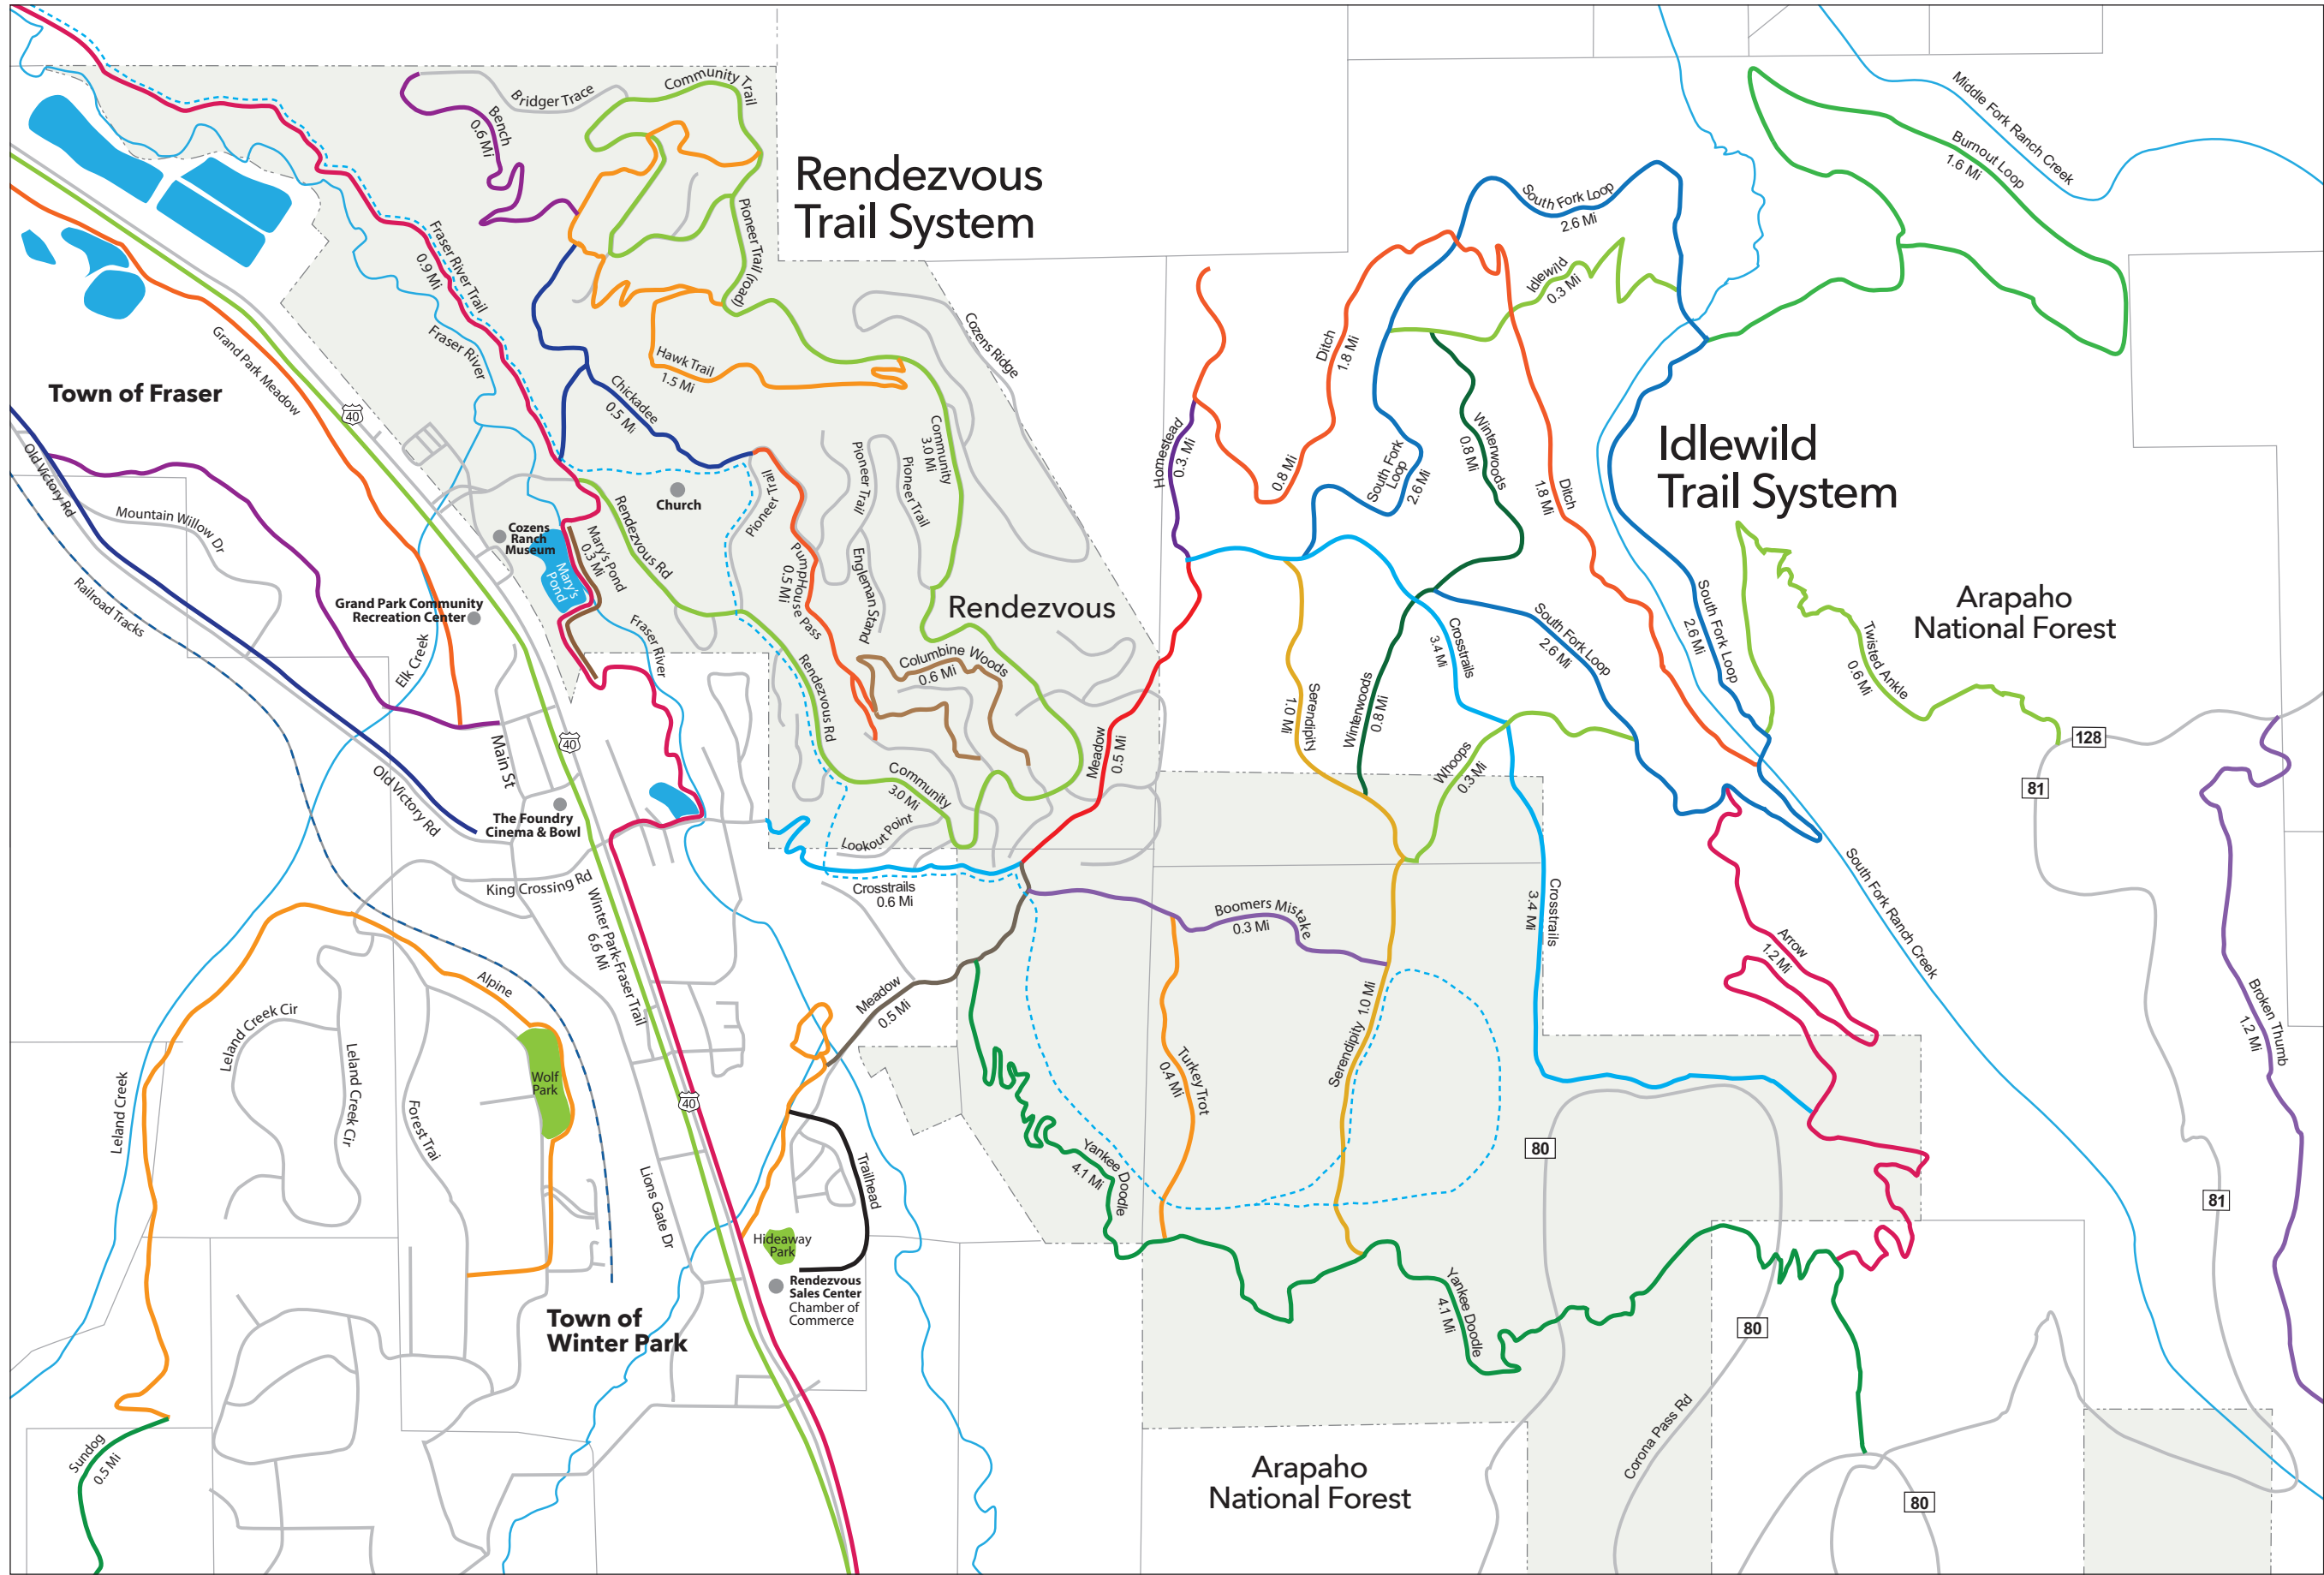 Bridger Trace
Community Trail
Bench
0.6 Mi
Rendezvous
Trail System
Pioneer Trail (road)
Fraser River Trail
0.9 Mi
Fraser River
Grand Park Meadow
40
Town of Fraser
Hawk Trail
1.5 Mi
Chickadee
0.5 Mi
Cozens Ridge
Community
3.0 Mi
Pioneer Trail
Pioneer Trail
Pioneer Trail
Church
Rendezvous Rd
Cozens
Ranch
Museum
Mary's
Pond
Mary's Pond
0.3 Mi
PumpHouse Pass
0.5 Mi
Engleman Stand
Rendezvous
Old Victory Rd
Mountain Willow Dr
Railroad Tracks
Grand Park Community
Recreation Center
Elk Creek
Fraser River
Columbine Woods
0.6 Mi
Rendezvous Rd
Main St
40
Old Victory Rd
The Foundry
Cinema & Bowl
King Crossing Rd
Winter Park-Fraser Trail
6.6 Mi
Community
3.0 Mi
Lookout Point
Crosstrails
0.6 Mi
Meadow
0.5 Mi
Meadow
0.5 Mi
Alpine
Wolf
Park
Leland Creek Cir
Leland Creek Cir
Leland Creek
Forest Trai
Lions Gate Dr
40
Trailhead
Hideaway
Park
Rendezvous
Sales Center
Chamber of
Commerce
Town of
Winter Park
Sundog
0.5 Mi
Middle Fork Ranch Creek
Burnout Loop
1.6 Mi
South Fork Loop
2.6 Mi
Idlewild
0.3 Mi
Ditch
1.8 Mi
Homestead
0.3. Mi
0.8 Mi
South Fork
Loop
2.6 Mi
Winterwoods
0.8 Mi
Ditch
1.8 Mi
Idlewild
Trail System
Arapaho
National Forest
South Fork Loop
2.6 Mi
South Fork Loop
2.6 Mi
Crosstrails
3.4 Mi
Twisted Ankle
0.6 Mi
Serendipity
1.0 Mi
Winterwoods
0.8 Mi
Whoops
0.3 Mi
128
81
Boomers Mistake
0.3 Mi
Crosstrails
3.4 Mi
Arrow
1.2 Mi
South Fork Ranch Creek
Broken Thumb
1.2 Mi
Serendipity 1.0 Mi
Turkey Trot
0.4 Mi
Yankee Doodle
4.1 Mi
80
81
Yankee Doodle
4.1 Mi
80
Corona Pass Rd
Arapaho
National Forest
80